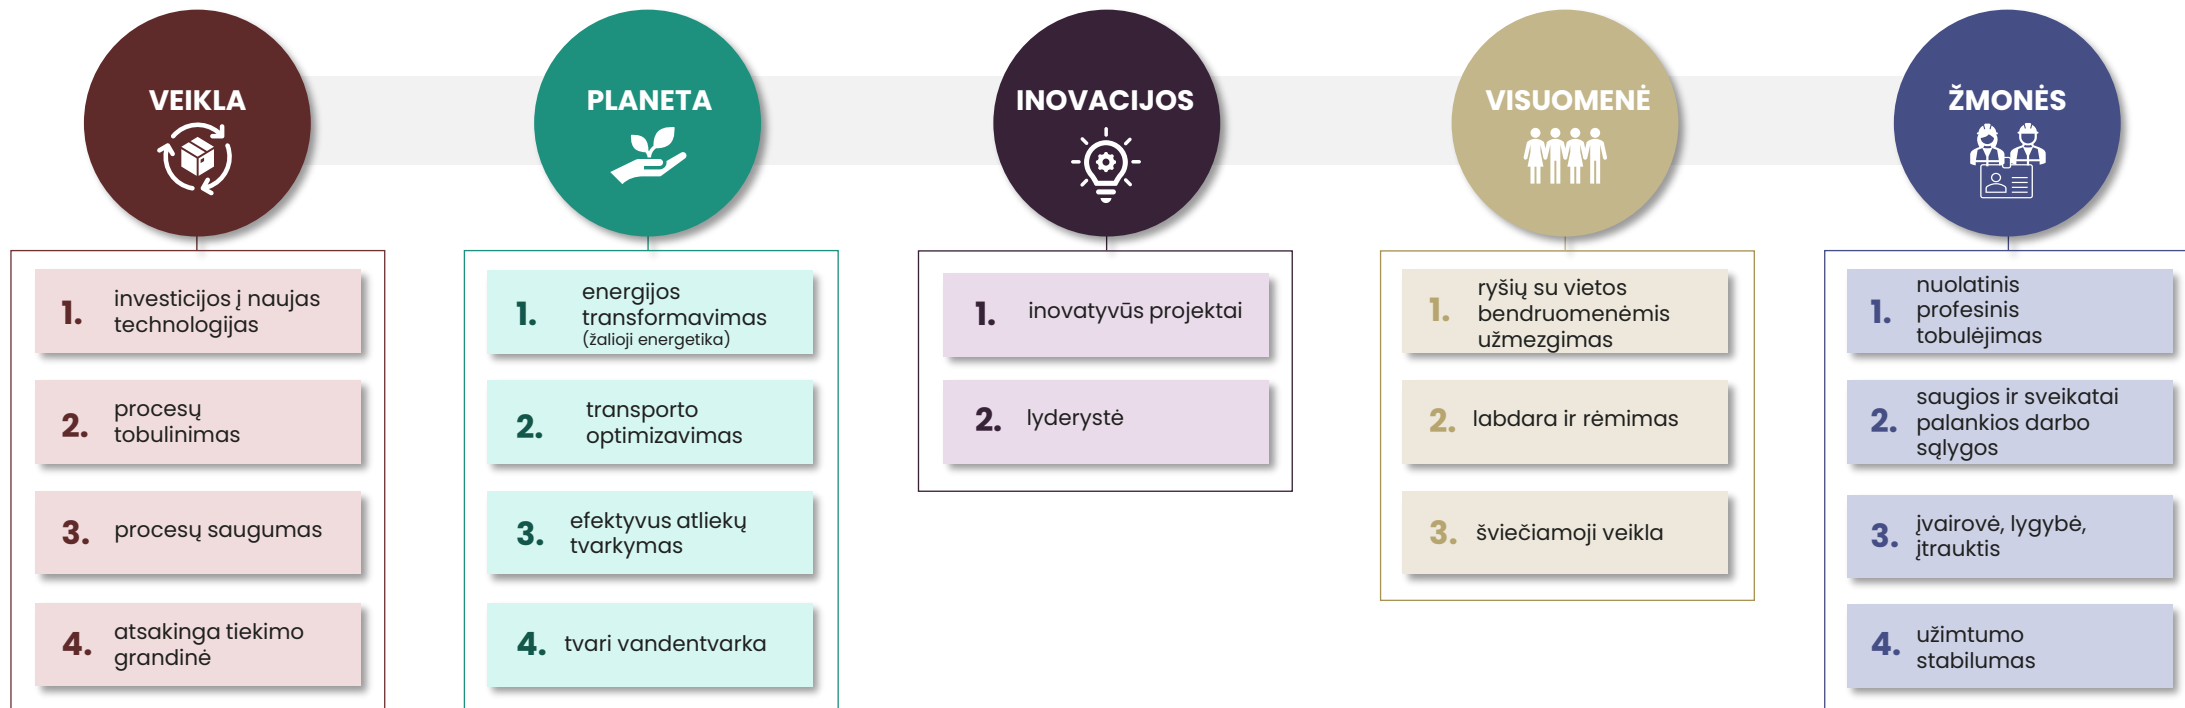 VEIKLA
1.
investicijos į naujas
technologijas
2.
procesų
tobulinimas
3.
procesų saugumas
4.
atsakinga tiekimo
grandinė
PLANETA
1.
energijos
transformavimas
(žalioji energetika)
2.
transporto
optimizavimas
3.
efektyvus atliekų
tvarkymas
4.
tvari vandentvarka
INOVACIJOS
1.
inovatyvūs projektai
2.
lyderystė
VISUOMENĖ
1.
ryšių su vietos
bendruomenėmis
užmezgimas
2.
labdara ir rėmimas
3.
šviečiamoji veikla
ŽMONĖS
1.
nuolatinis
profesinis
tobulėjimas
2.
saugios ir sveikatai
palankios darbo
sąlygos
3.
įvairovė, lygybė,
įtrauktis
4.
užimtumo
stabilumas